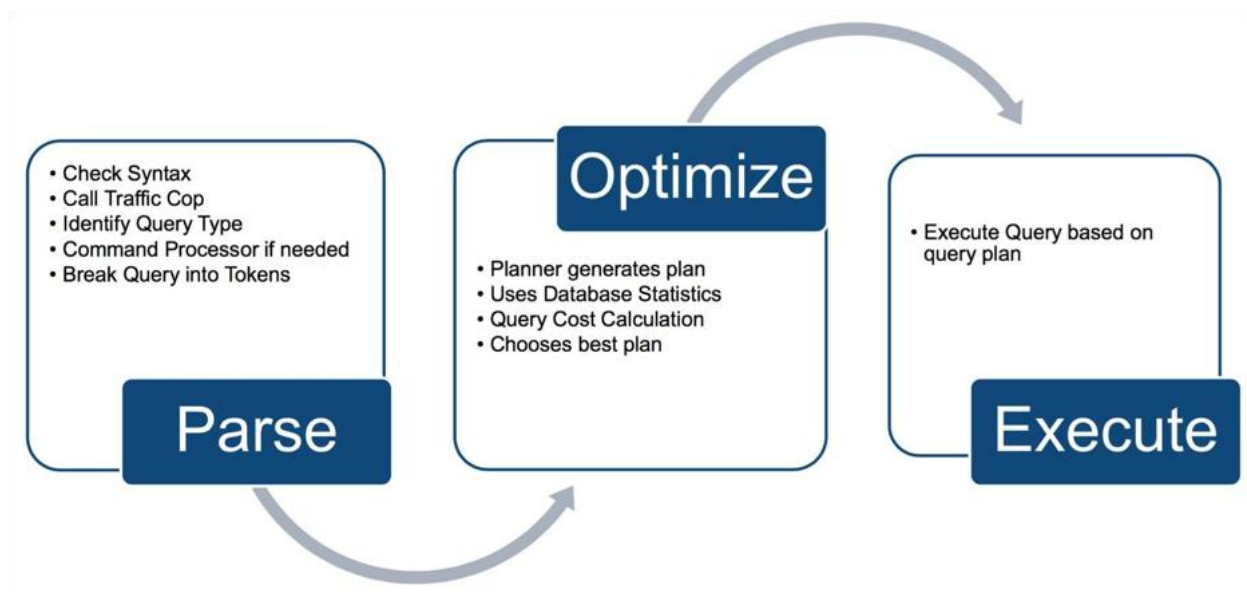 • Check Syntax
• Call Traffic Cop
• Identify Query Type
• Command Processor if needed
• Break Query into Tokens
Parse
Optimize
• Planner generates plan
• Uses Database Statistics
• Query Cost Calculation
• Chooses best plan
• Execute Query based on
query plan
Execute